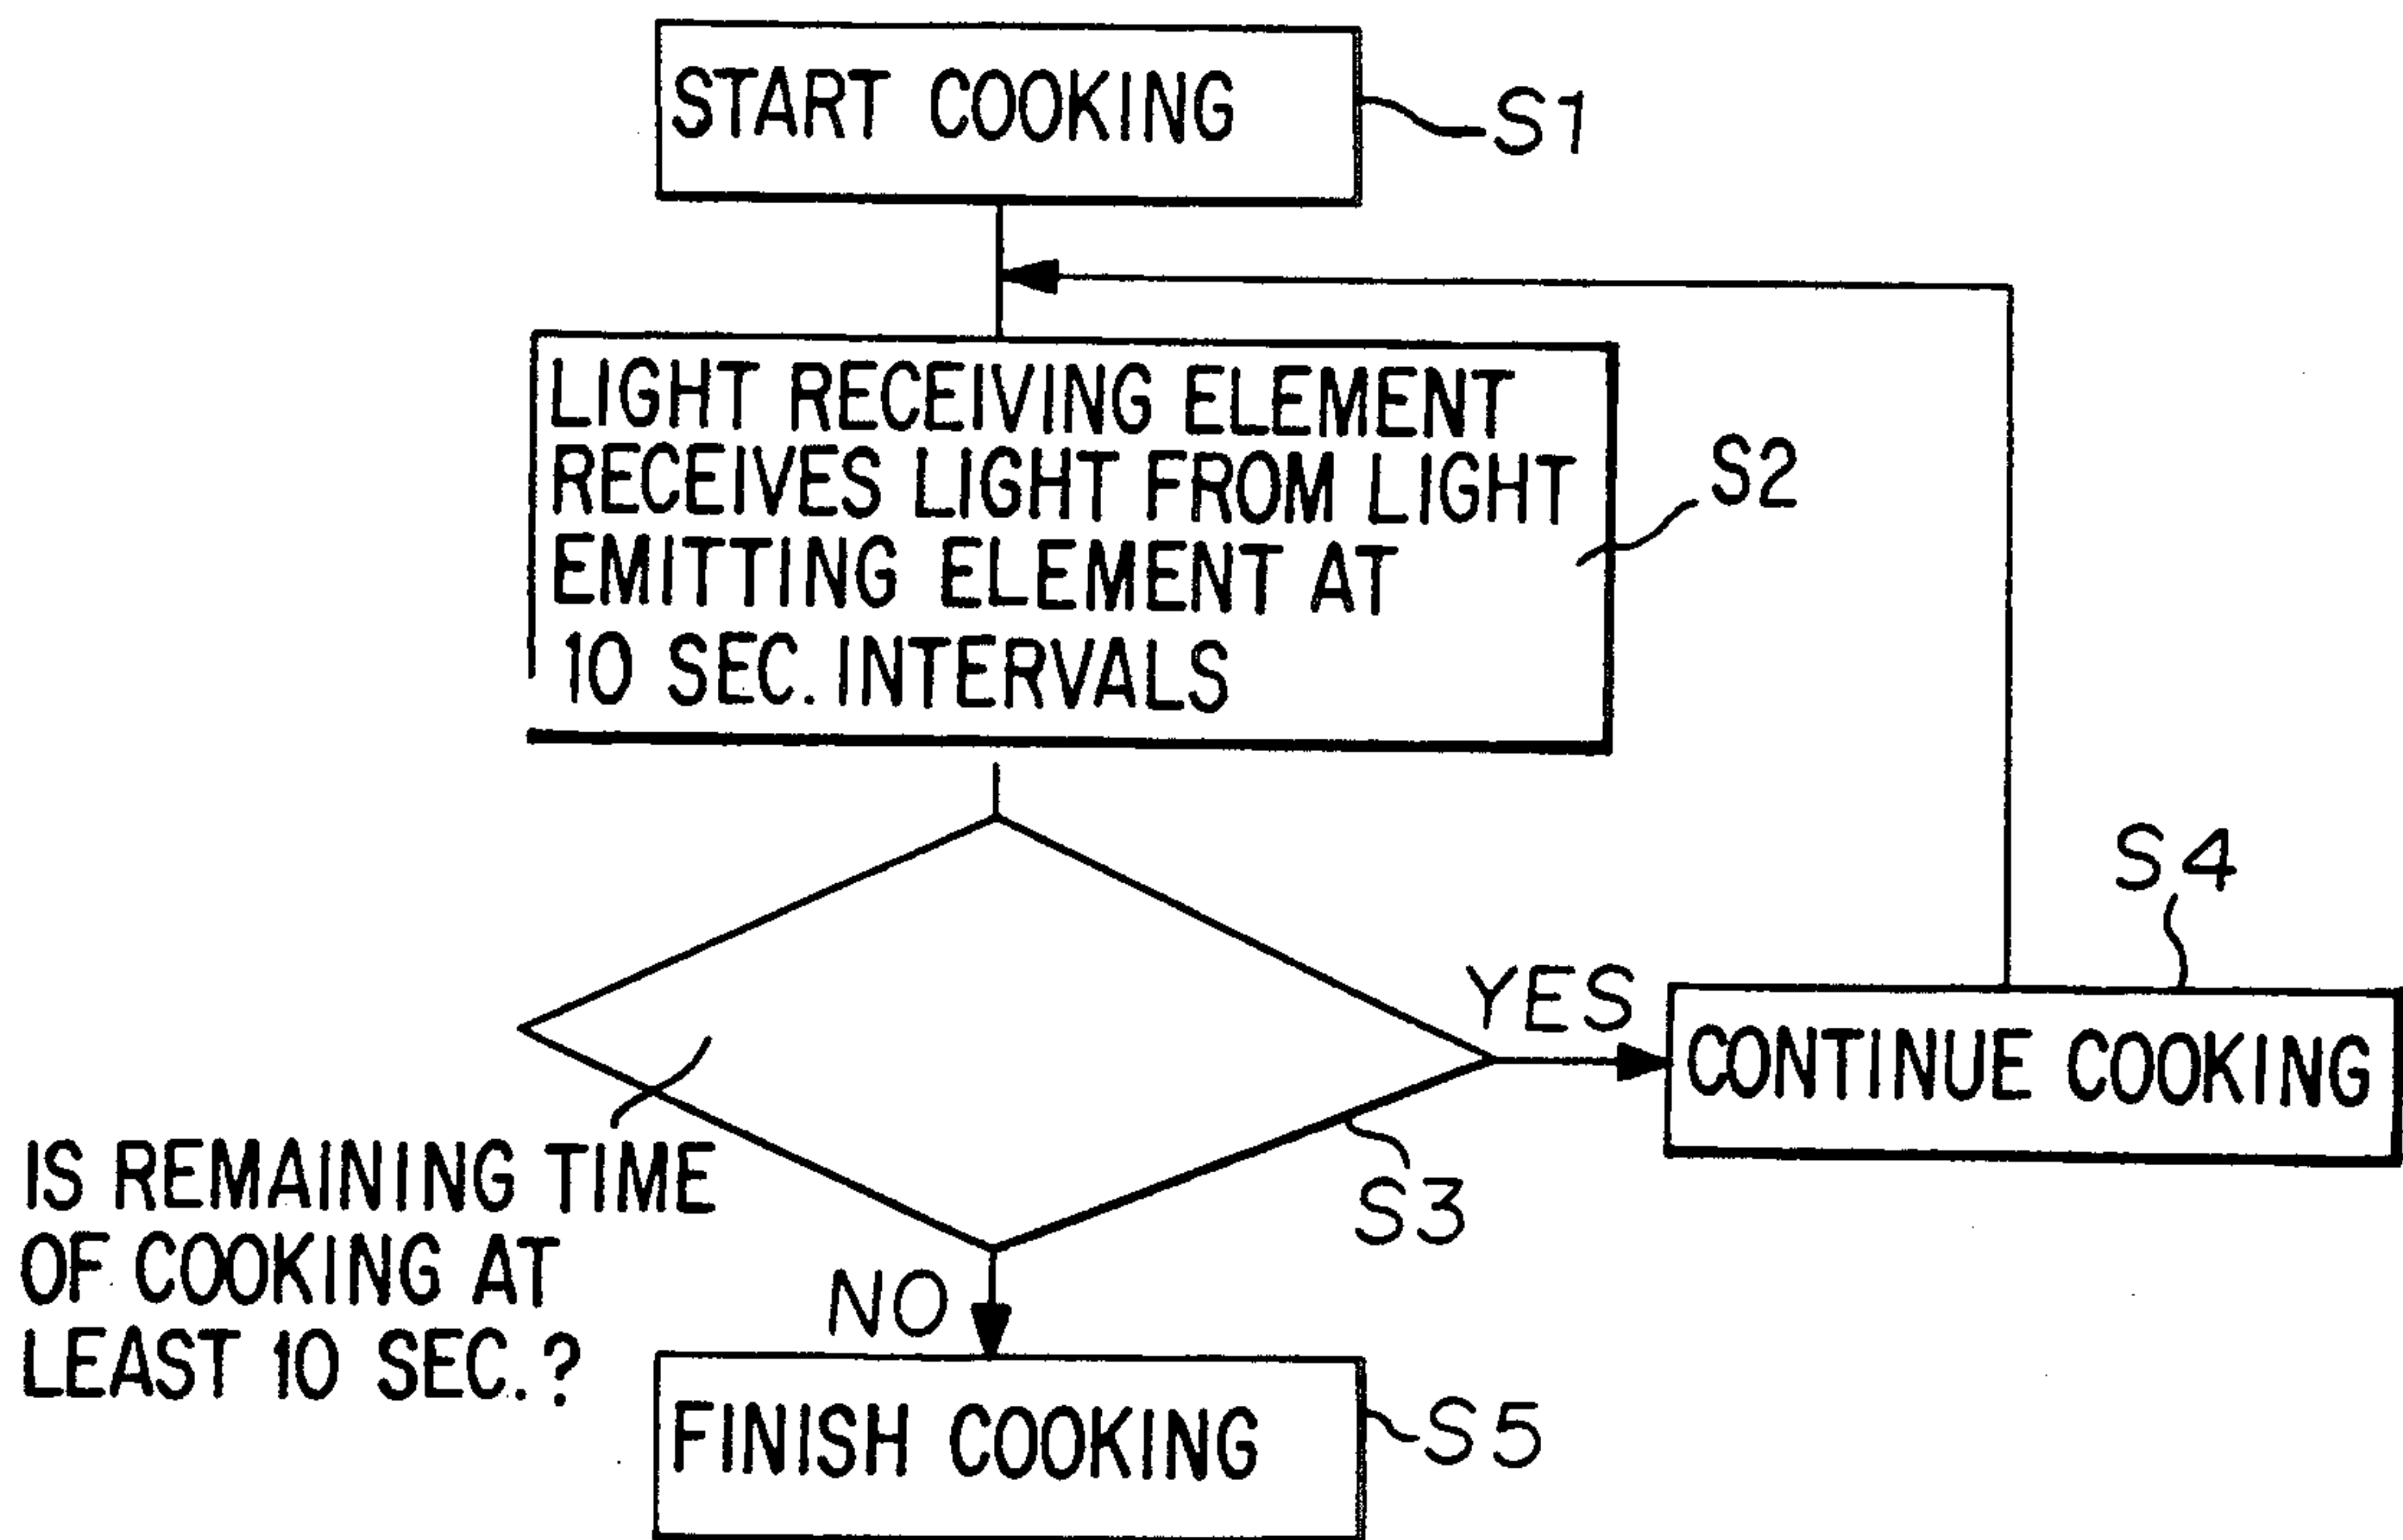 START COOKING
S1
LIGHT RECEIVING ELEMENT
RECEIVES LIGHT FROM LIGHT
EMITTING ELEMENT AT
10 SEC. INTERVALS
S2
YES
S4
CONTINUE COOKING
IS REMAINING TIME
OF COOKING AT
LEAST 10 SEC.?
S3
NO
FINISH COOKING
S5